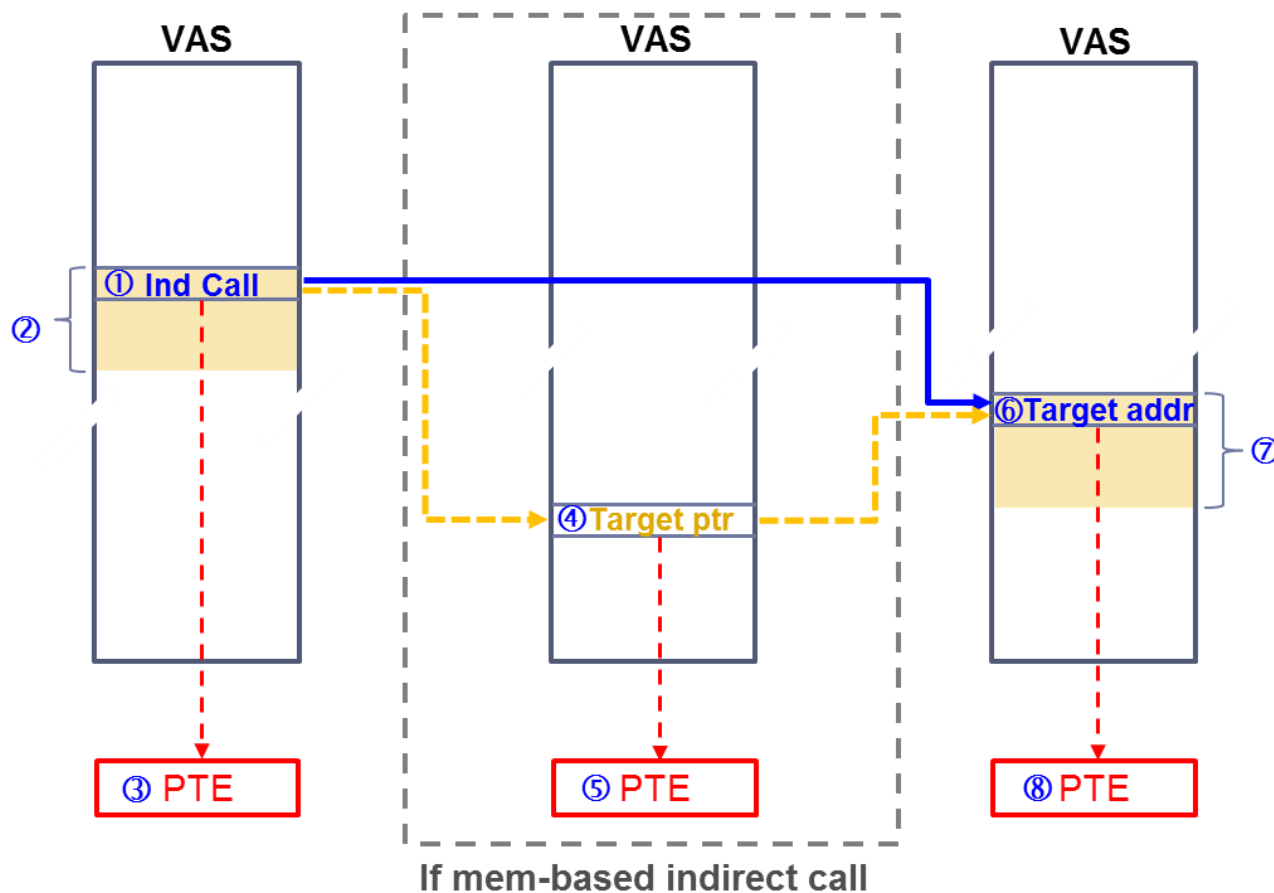 VAS
VAS
VAS
① Ind Call
②
⑥Target addr
⑦
④Target ptr
③ PTE
⑤ PTE
⑧ PTE
If mem-based indirect call